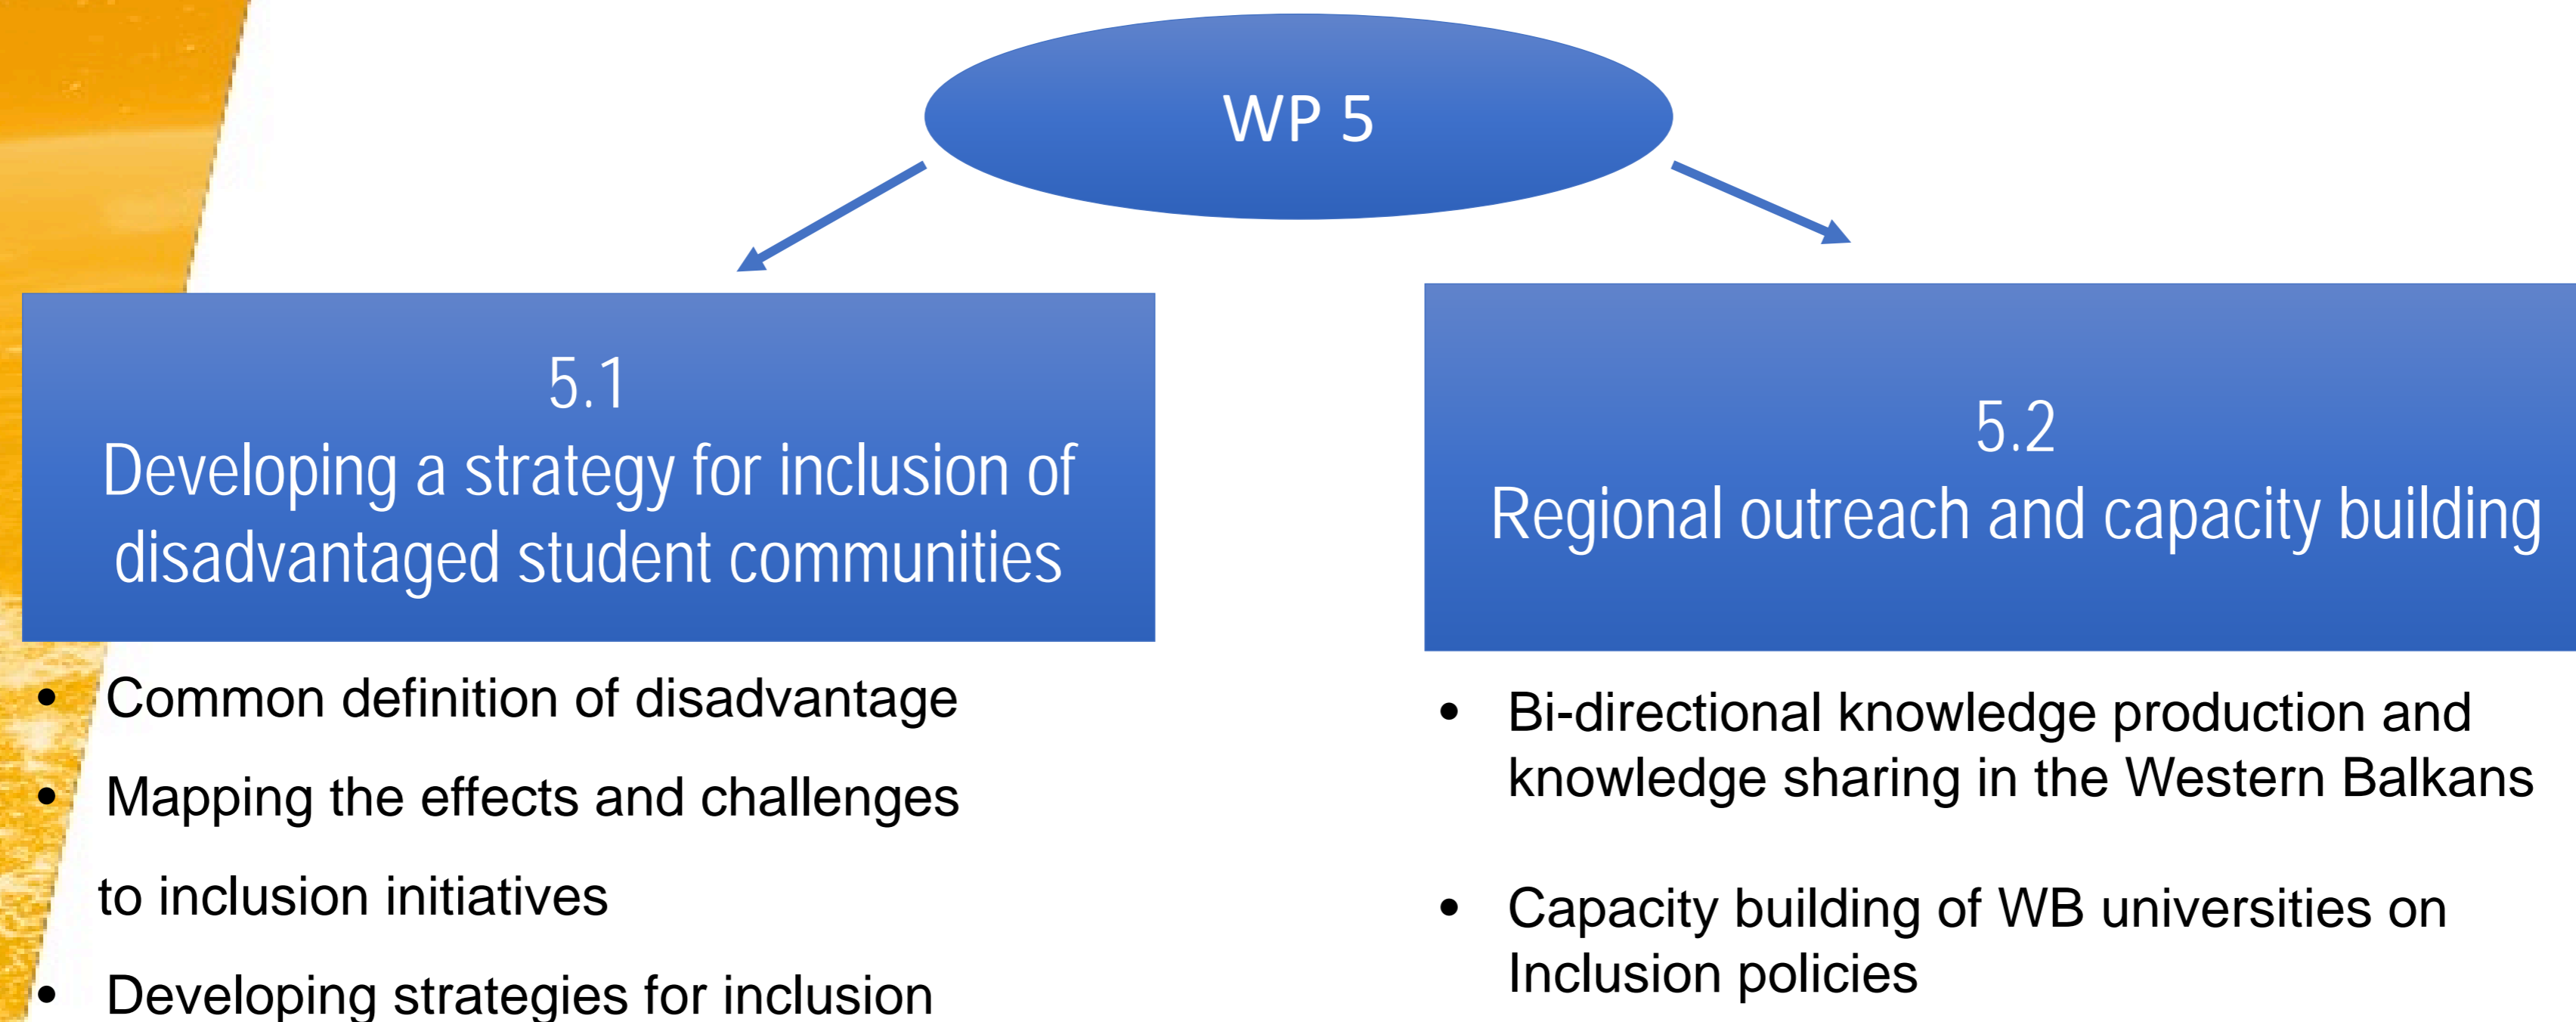 WP 5
5.1
Developing a strategy for inclusion of
disadvantaged student communities
• Common definition of disadvantage
• Mapping the effects and challenges
to inclusion initiatives
• Developing strategies for inclusion
5.2
Regional outreach and capacity building
• Bi-directional knowledge production and
knowledge sharing in the Western Balkans
• Capacity building of WB universities on
Inclusion policies